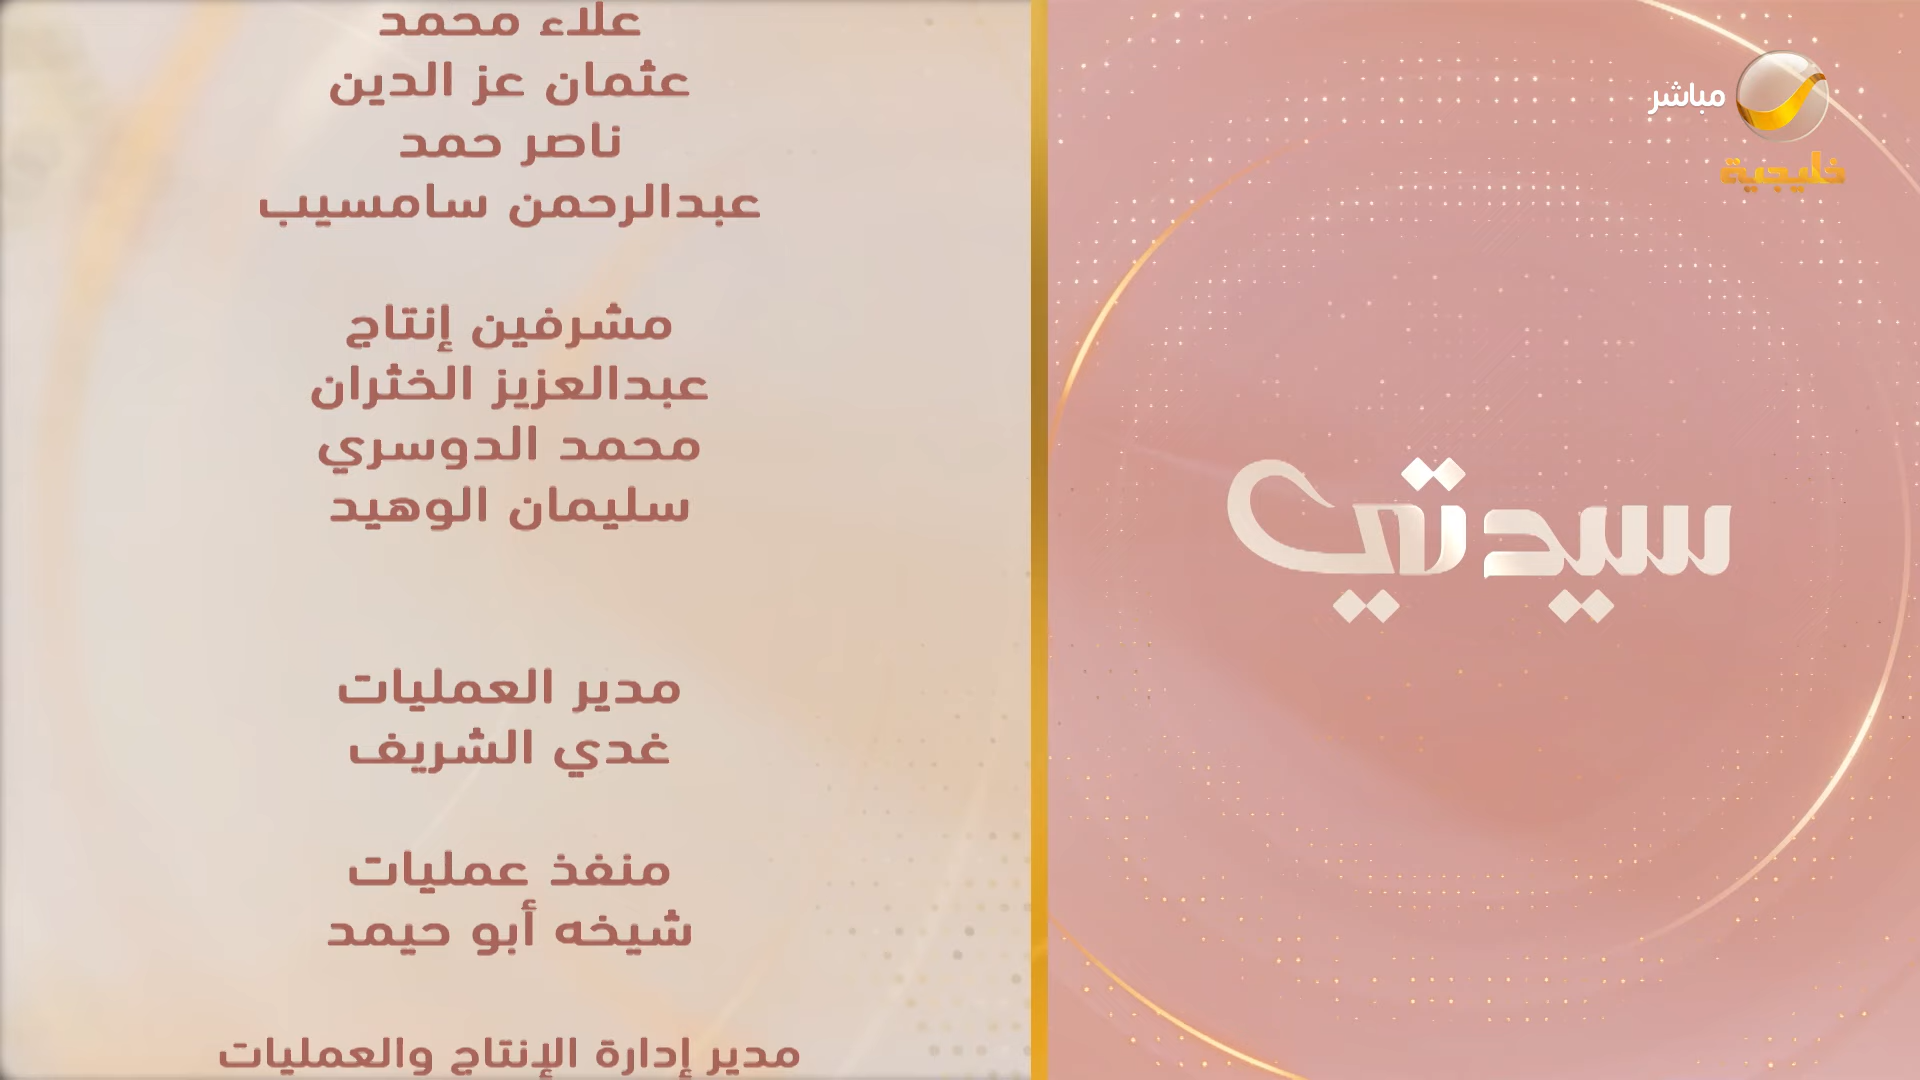 علاء محمد
عثمان عز الدين
ناصر حمد
عبدالرحمن سامسيب
مشرفين إنتاج
عبدالعزيز الخثران
محمد الدوسري
سليمان الوهيد
مدير العمليات
غدي الشريف
منفذ عمليات
شيخه أبو حيمد
مدير إدارة الإنتاج والعمليات
مباشر
خليجية
سيدتي